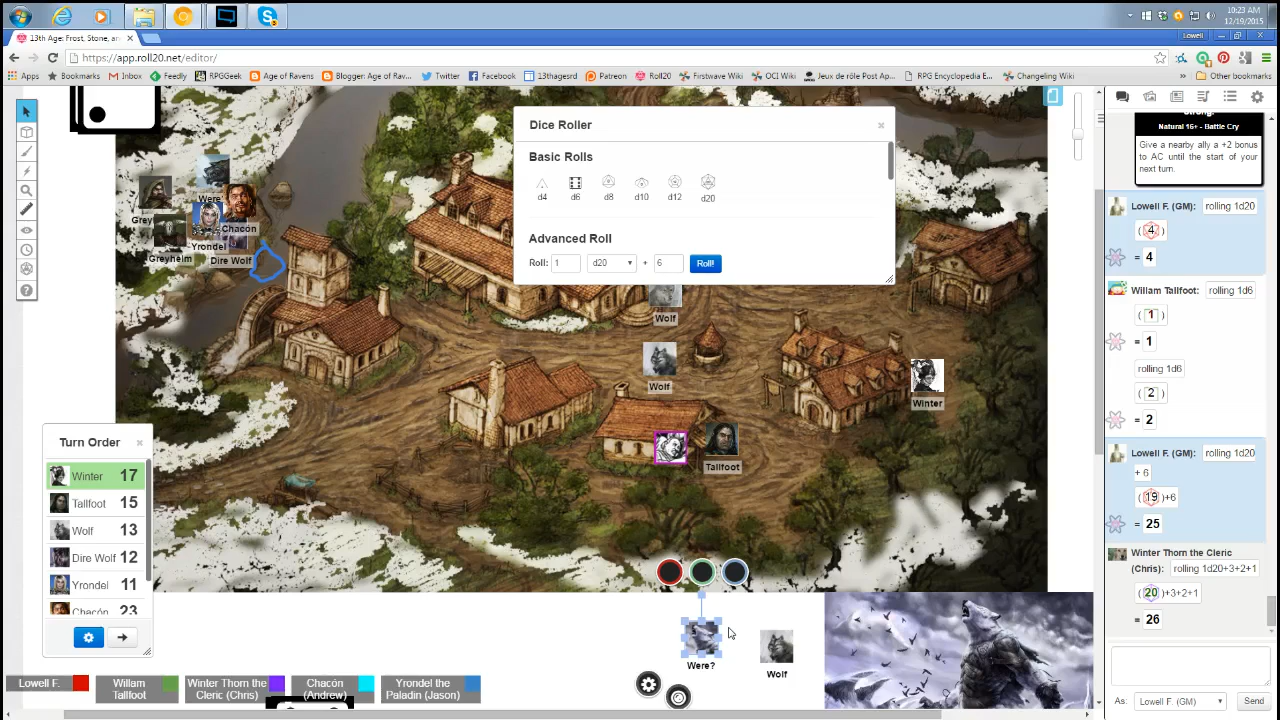 10:23 AM
12/19/2015
13th Age: Frost, Stone, an
Lowell
https://app.roll20.net/editor/
Apps Bookmarks Inbox Feedly RPGGeek Age of Ravens Blogger: Age of Rav... Twitter Facebook 13thagesrd Patreon Roll20 Firstwave Wiki OCI Wiki Jeux de rôle Post Ap... RPG Encyclopedia E... Changeling Wiki » Other bookmarks
Dice Roller ×
Basic Rolls
d4 d6 d8 d10 d12 d20
Advanced Roll
Roll: 1 d20 + 6 Roll!
Were
Grey
Chacón
Yrondel
Greyhelm
Dire Wolf
Wolf
Wolf
Winter
Tallfoot
Turn Order ×
Winter 17
Tallfoot 15
Wolf 13
Dire Wolf 12
Yrondel 11
Chacón 23
Were?
Wolf
Lowell F.
Willam
Tallfoot
Winter Thorn the
Cleric (Chris)
Chacón
(Andrew)
Yrondel the
Paladin (Jason)
Strong:
Natural 16+ - Battle Cry
Give a nearby ally a +2 bonus
to AC until the start of your
next turn.
Lowell F. (GM): rolling 1d20
(4)
= 4
Willam Tallfoot: rolling 1d6
(1)
= 1
rolling 1d6
(2)
= 2
Lowell F. (GM): rolling 1d20
+ 6
(19)+6
= 25
Winter Thorn the Cleric
(Chris): rolling 1d20+3+2+1
(20)+3+2+1
= 26
As: Lowell F. (GM) Send